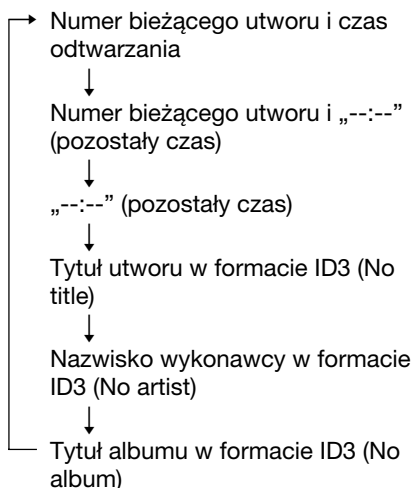 Numer bieżącego utworu i czas
odtwarzania
Numer bieżącego utworu i „--:--”
(pozostały czas)
„--:--” (pozostały czas)
Tytuł utworu w formacie ID3 (No
title)
Nazwisko wykonawcy w formacie
ID3 (No artist)
Tytuł albumu w formacie ID3 (No
album)